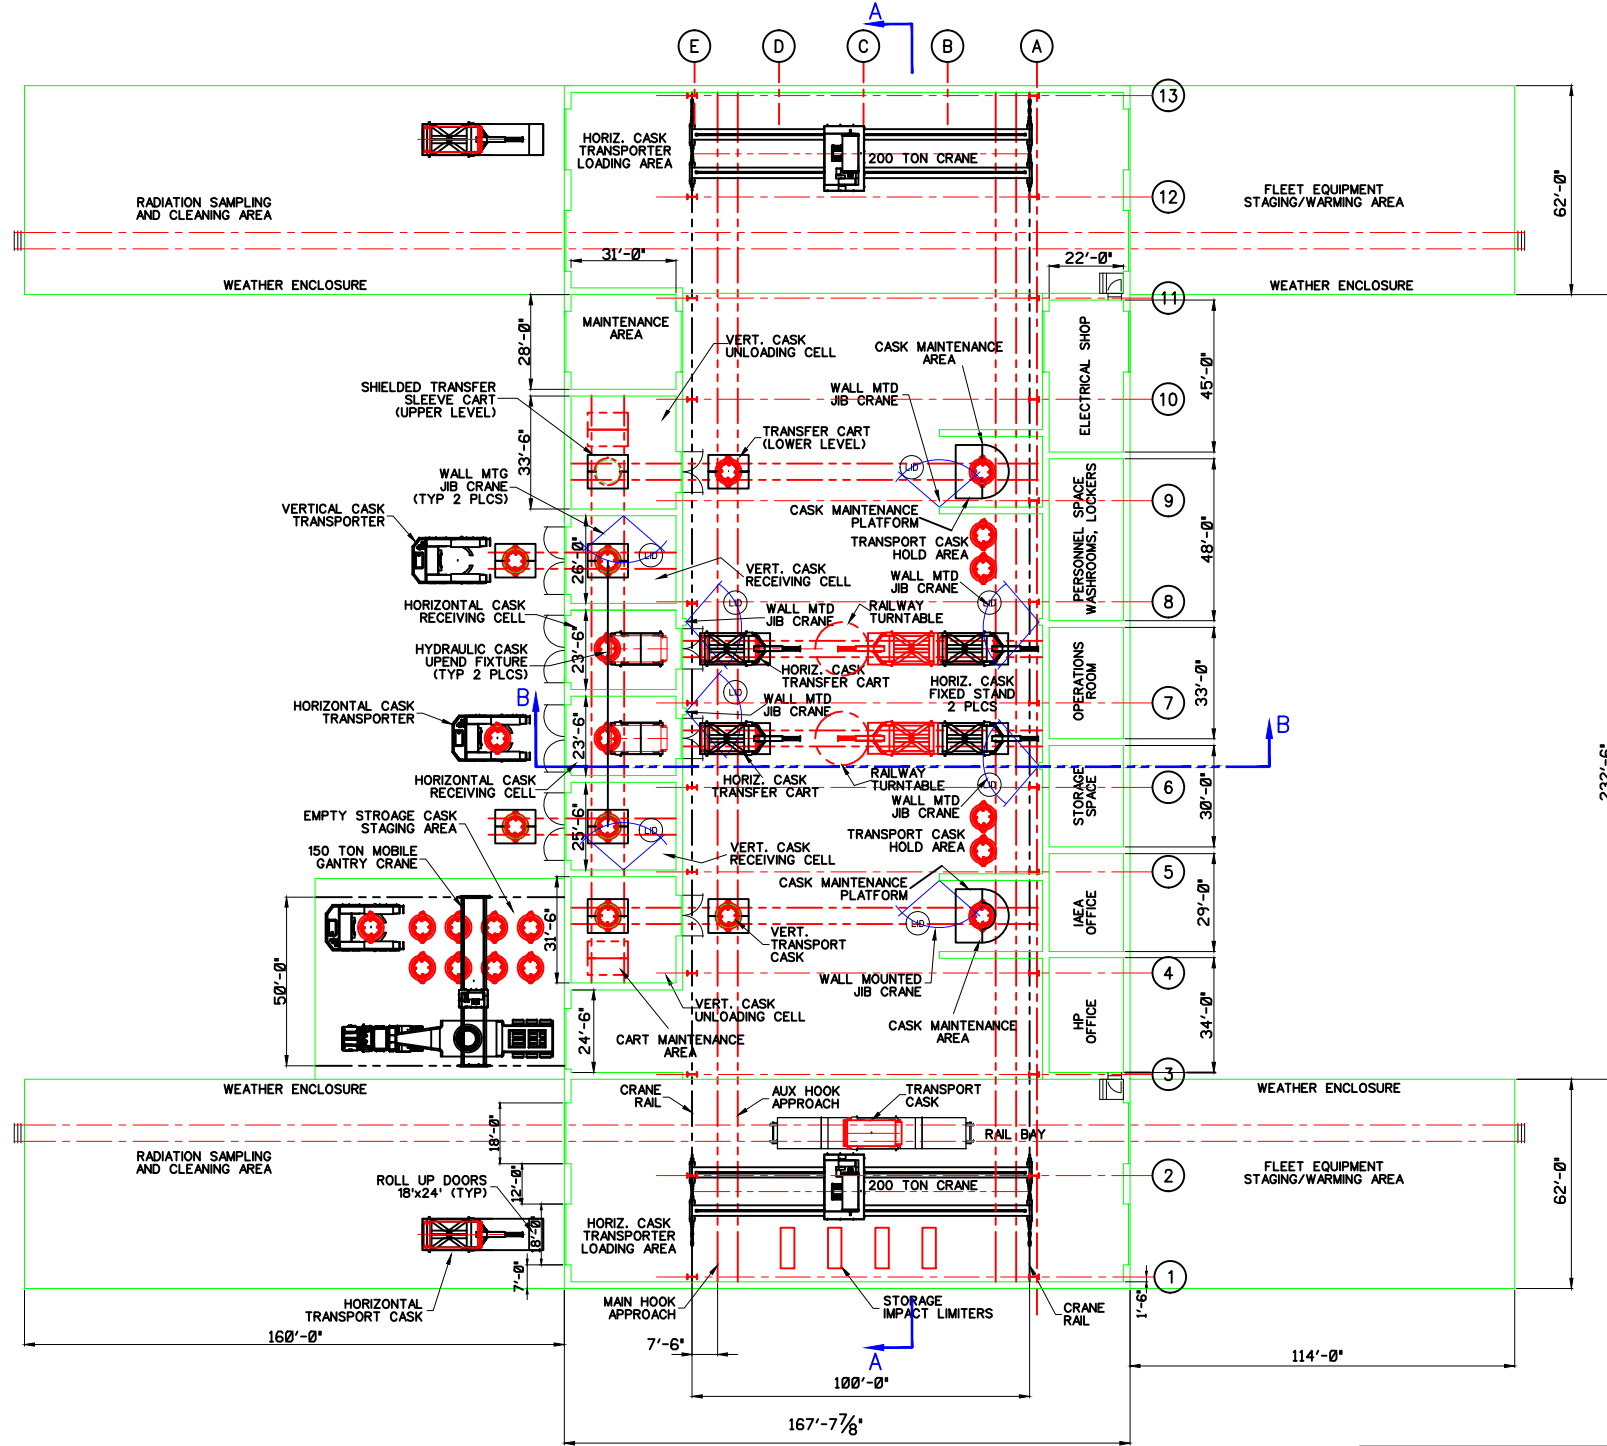 A
E
D
C
B
A
13
HORIZ. CASK
TRANSPORTER
LOADING AREA
200 TON CRANE
12
RADIATION SAMPLING
AND CLEANING AREA
FLEET EQUIPMENT
STAGING/WARMING AREA
62'-0"
31'-0"
22'-0"
WEATHER ENCLOSURE
WEATHER ENCLOSURE
11
28'-0"
MAINTENANCE
AREA
VERT. CASK
UNLOADING CELL
CASK MAINTENANCE
AREA
ELECTRICAL SHOP
45'-0"
SHIELDED TRANSFER
SLEEVE CART
(UPPER LEVEL)
WALL MTD
JIB CRANE
10
33'-6"
TRANSFER CART
(LOWER LEVEL)
LID
WALL MTG
JIB CRANE
(TYP 2 PLCS)
9
PERSONNEL SPACE
WASHROOMS, LOCKERS
48'-0"
VERTICAL CASK
TRANSPORTER
CASK MAINTENANCE
PLATFORM
TRANSPORT CASK
HOLD AREA
26'-0"
LID
VERT. CASK
RECEIVING CELL
WALL MTD
JIB CRANE
HORIZONTAL CASK
RECEIVING CELL
LID
WALL MTD
JIB CRANE
RAILWAY
TURNTABLE
LID
8
23'-6"
HYDRAULIC CASK
UPEND FIXTURE
(TYP 2 PLCS)
HORIZ. CASK
TRANSFER CART
HORIZ. CASK
FIXED STAND
2 PLCS
OPERATIONS
ROOM
33'-0"
B
LID
WALL MTD
JIB CRANE
7
HORIZONTAL CASK
TRANSPORTER
23'-6"
B
232'-6"
HORIZONTAL CASK
RECEIVING CELL
HORIZ. CASK
TRANSFER CART
RAILWAY
TURNTABLE
LID
WALL MTD
JIB CRANE
6
STORAGE
SPACE
30'-0"
EMPTY STROAGE CASK
STAGING AREA
25'-6"
LID
TRANSPORT CASK
HOLD AREA
150 TON MOBILE
GANTRY CRANE
VERT. CASK
RECEIVING CELL
5
CASK MAINTENANCE
PLATFORM
31'-6"
LID
IAEA
OFFICE
29'-0"
VERT.
TRANSPORT
CASK
50'-0"
WALL MOUNTED
JIB CRANE
4
VERT. CASK
UNLOADING CELL
CASK MAINTENANCE
AREA
HP
OFFICE
34'-0"
24'-6"
CART MAINTENANCE
AREA
3
WEATHER ENCLOSURE
CRANE
RAIL
AUX HOOK
APPROACH
TRANSPORT
CASK
WEATHER ENCLOSURE
18'-0"
RAIL BAY
RADIATION SAMPLING
AND CLEANING AREA
FLEET EQUIPMENT
STAGING/WARMING AREA
62'-0"
ROLL UP DOORS
18'x24' (TYP)
12'-0"
200 TON CRANE
2
18'-0"
HORIZ. CASK
TRANSPORTER
LOADING AREA
7'-0"
1
HORIZONTAL
TRANSPORT CASK
MAIN HOOK
APPROACH
STORAGE
IMPACT LIMITERS
CRANE
RAIL
1'-6"
160'-0"
7'-6"
A
114'-0"
100'-0"
167'-7⅞"